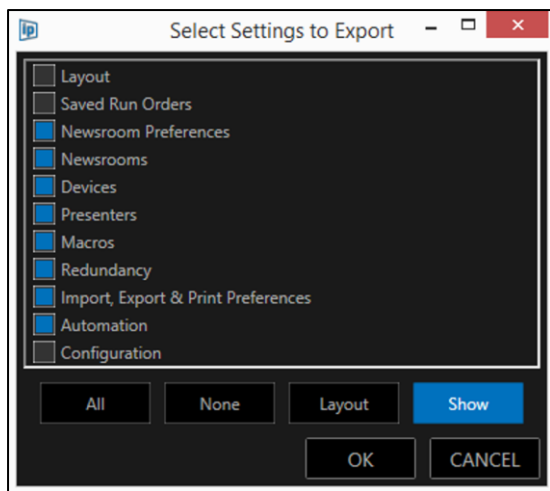 ip
Select Settings to Export
Layout
Saved Run Orders
Newsroom Preferences
Newsrooms
Devices
Presenters
Macros
Redundancy
Import, Export & Print Preferences
Automation
Configuration
All None Layout Show
OK CANCEL